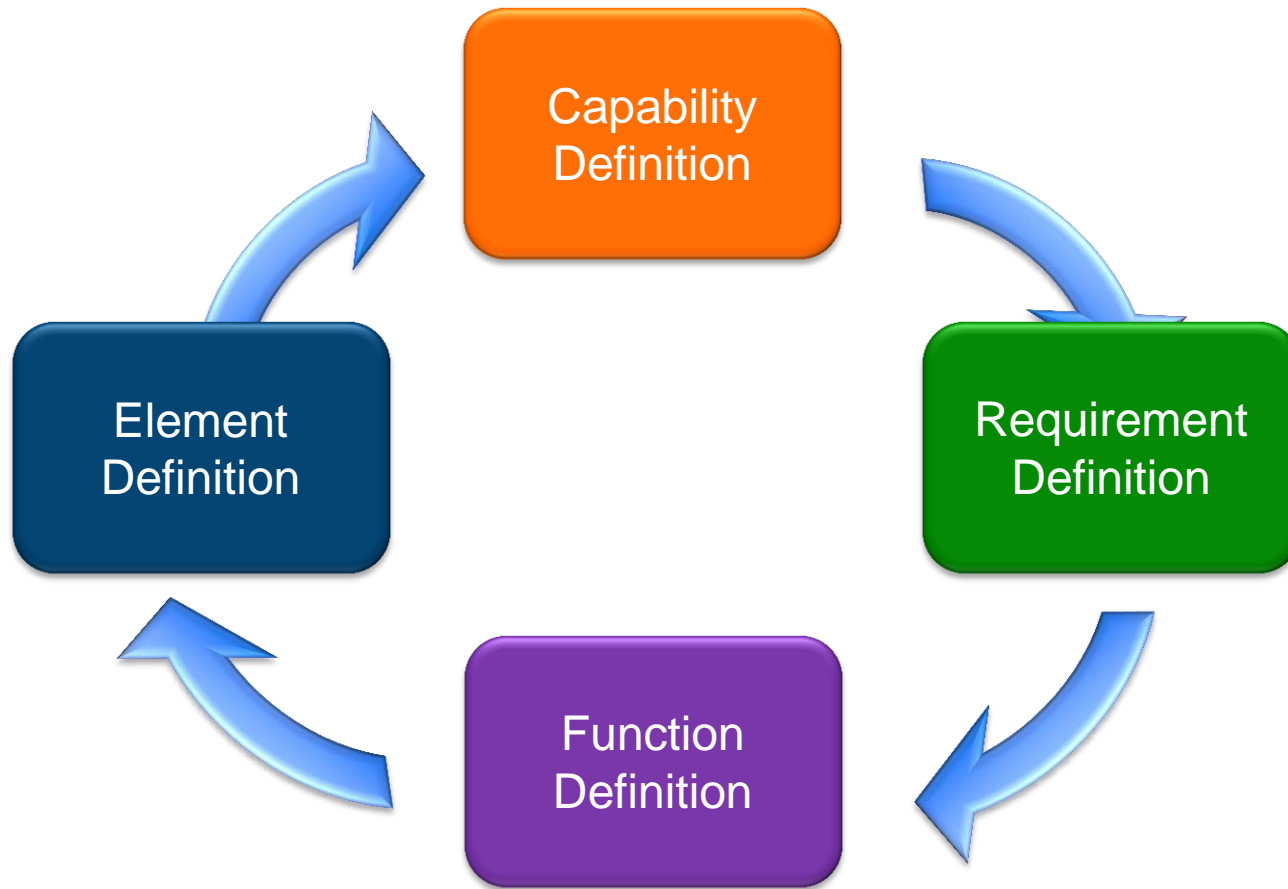 Capability
Definition
Requirement
Definition
Function
Definition
Element
Definition